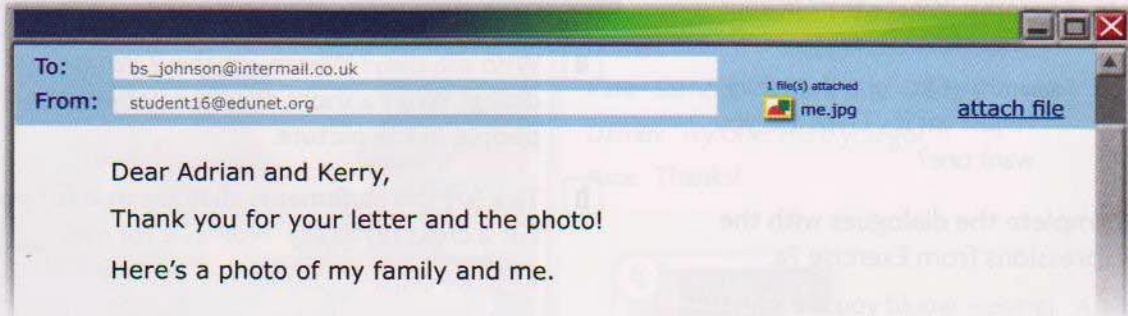 To: bs_johnson@intermail.co.uk
From: student16@edunet.org
1 file(s) attached
me.jpg
attach file
Dear Adrian and Kerry,
Thank you for your letter and the photo!
Here's a photo of my family and me.